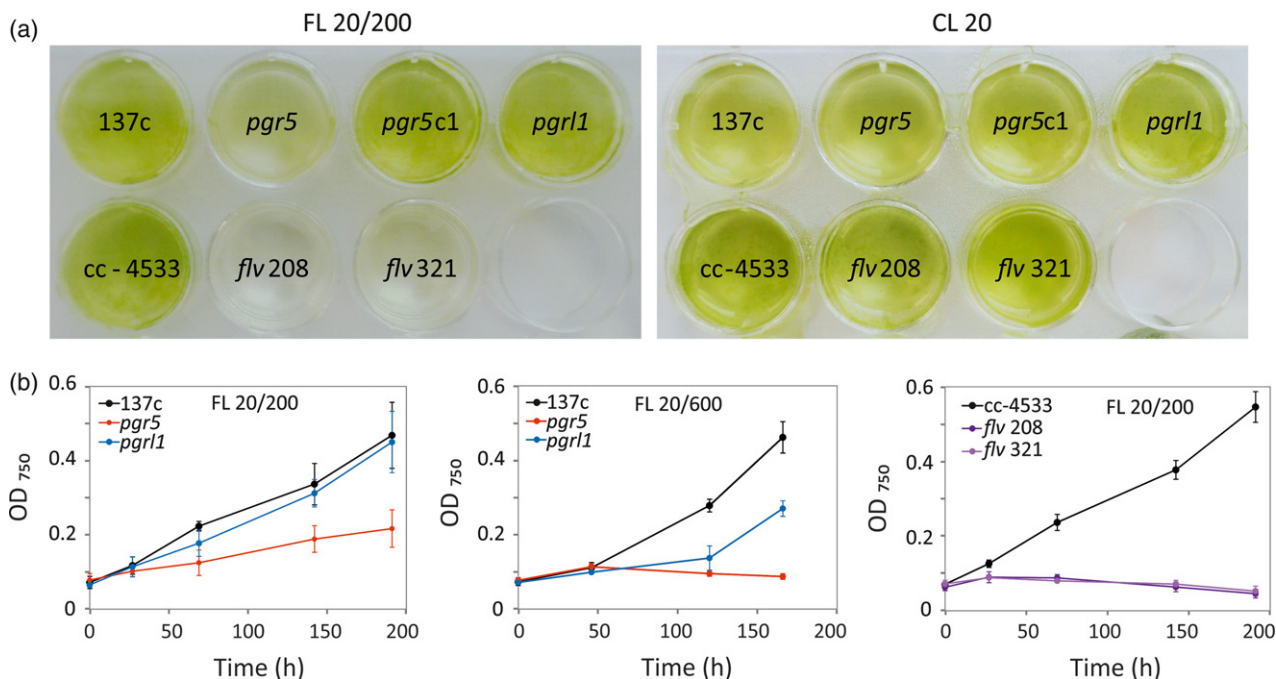 (a)
FL 20/200
CL 20
137c
pgr5
pgr5c1
pgrl1
137c
pgr5
pgr5c1
pgrl1
cc - 4533
flv 208
flv 321
cc-4533
flv 208
flv 321
(b)
0.6
0.4
0.2
0
OD 750
137c
pgr5
pgrl1
FL 20/200
0 50 100 150 200
Time (h)
0.6
0.4
0.2
0
OD 750
137c
pgr5
pgrl1
FL 20/600
0 50 100 150 200
Time (h)
0.6
0.4
0.2
0
OD 750
cc-4533
flv 208
flv 321
FL 20/200
0 50 100 150 200
Time (h)